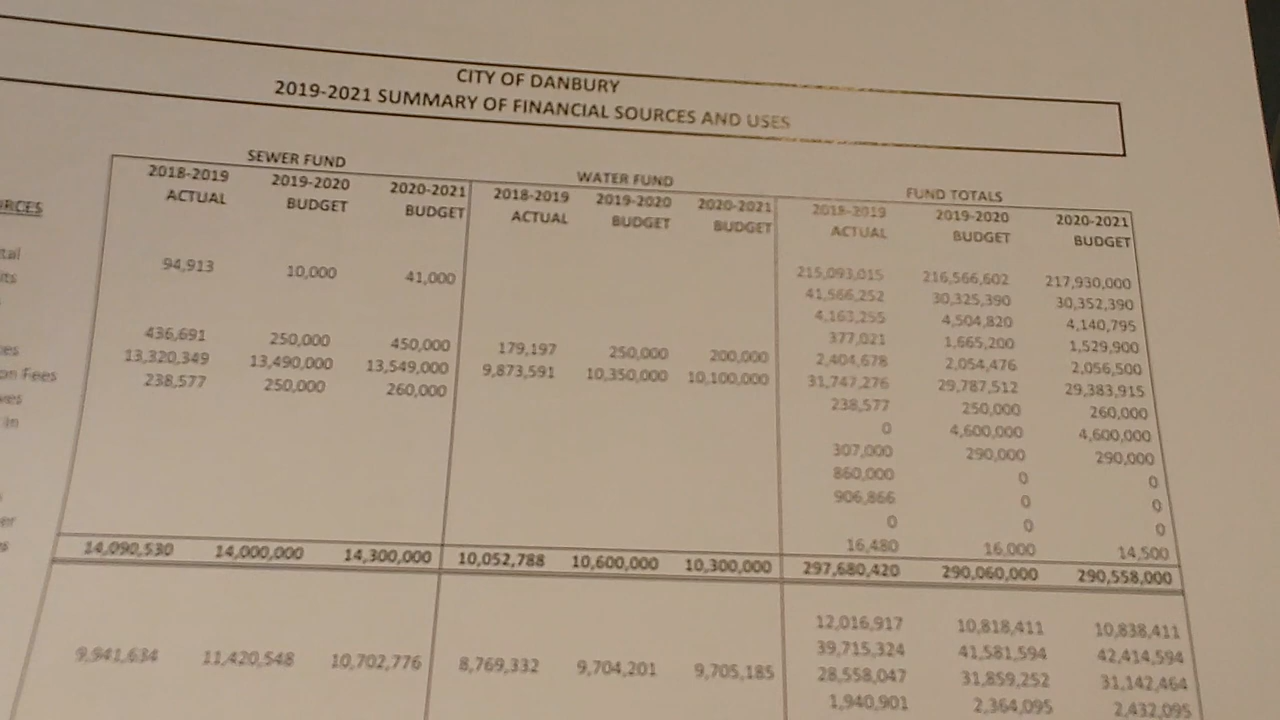 CITY OF DANBURY
2019-2021 SUMMARY OF FINANCIAL SOURCES AND USES
SEWER FUND WATER FUND FUND TOTALS
2018-2019 2019-2020 2020-2021 2018-2019 2019-2020 2020-2021 2018-2019 2019-2020 2020-2021
ACTUAL BUDGET BUDGET ACTUAL BUDGET BUDGET ACTUAL BUDGET BUDGET
94,913 10,000 41,000 215,093,015 216,566,602 217,930,000
41,566,252 30,325,390 30,352,390
4,163,255 4,504,820 4,140,795
377,021 1,665,200 1,529,900
436,691 250,000 450,000 179,197 250,000 200,000 2,404,678 2,054,476 2,056,500
on Fees 13,320,349 13,490,000 13,549,000 9,873,591 10,350,000 10,100,000 31,747,276 29,787,512 29,383,915
238,577 250,000 260,000 238,577 250,000 260,000
in 0 4,600,000 4,600,000
307,000 290,000 290,000
860,000 0 0
906,866 0 0
0 0 0
16,480 16,000 14,500
14,090,530 14,000,000 14,300,000 10,052,788 10,600,000 10,300,000 297,680,420 290,060,000 290,558,000
12,016,917 10,818,411 10,838,411
9,941,634 11,420,548 10,702,776 8,769,332 9,704,201 9,705,185 39,715,324 41,581,594 42,414,594
28,558,047 31,859,252 31,142,464
1,940,901 2,364,095 2,432,095